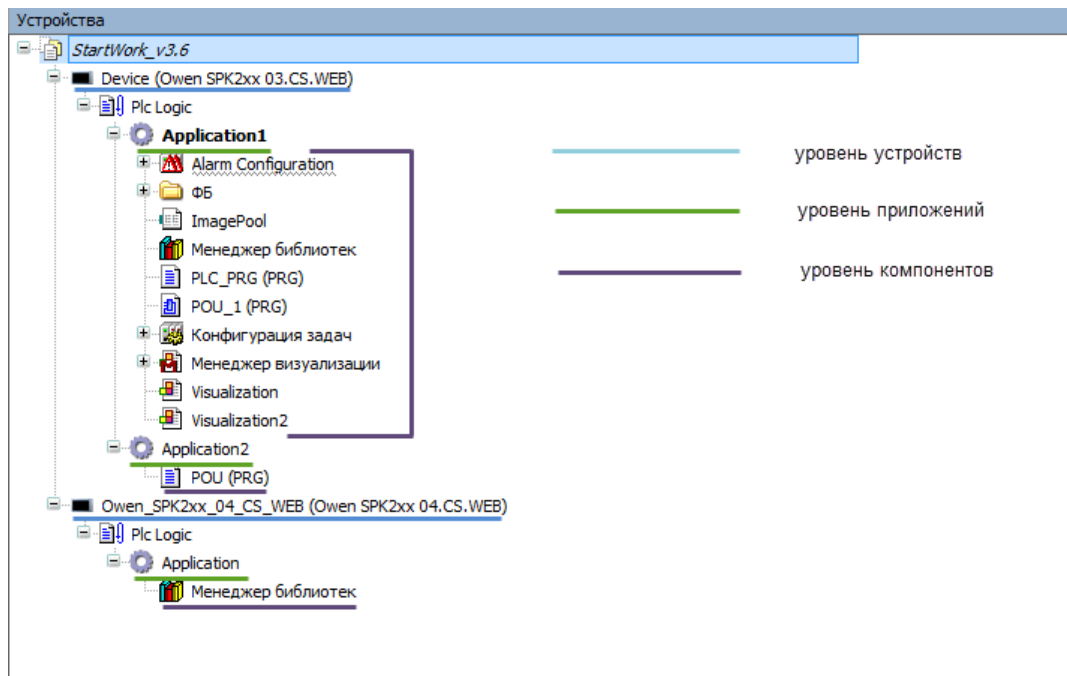 Устройства
StartWork_v3.6
Device (Owen SPK2xx 03.CS.WEB)
Plc Logic
Application1
Alarm Configuration
ФБ
ImagePool
Менеджер библиотек
PLC_PRG (PRG)
POU_1 (PRG)
Конфигурация задач
Менеджер визуализации
Visualization
Visualization2
Application2
POU (PRG)
Owen_SPK2xx_04_CS_WEB (Owen SPK2xx 04.CS.WEB)
Plc Logic
Application
Менеджер библиотек
уровень устройств
уровень приложений
уровень компонентов